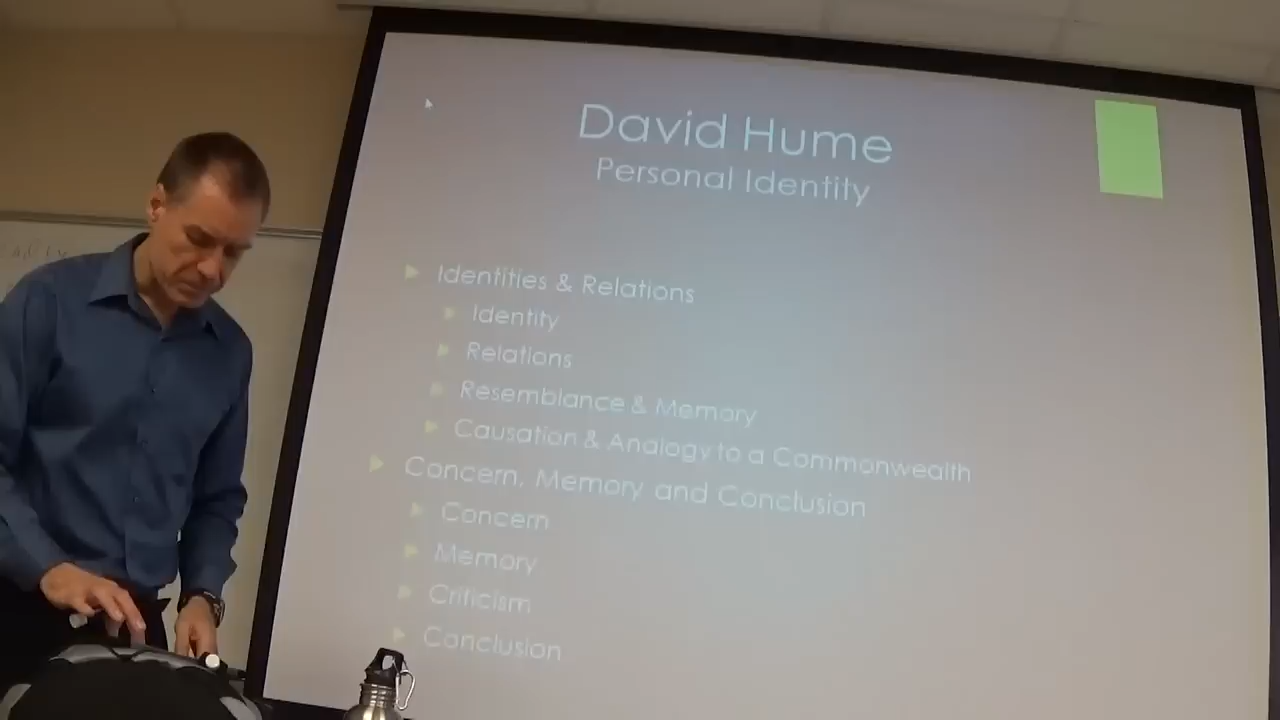 David Hume
Personal Identity
Identities & Relations
Identity
Relations
Resemblance & Memory
Causation & Analogy to a Commonwealth
Concern, Memory and Conclusion
Concern
Memory
Criticism
Conclusion